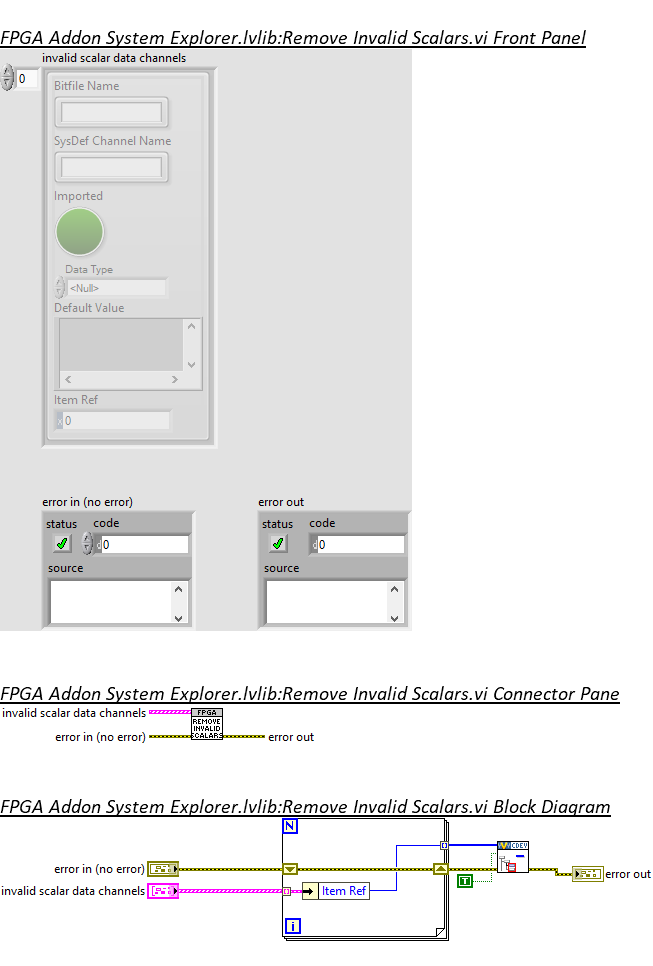 FPGA Addon System Explorer.lvlib:Remove Invalid Scalars.vi Front Panel
invalid scalar data channels
0
Bitfile Name
SysDef Channel Name
Imported
Data Type
<Null>
Default Value
Item Ref
x 0
error in (no error)
error out
status code
status code
d 0
d 0
source
source
FPGA Addon System Explorer.lvlib:Remove Invalid Scalars.vi Connector Pane
invalid scalar data channels
FPGA
REMOVE
INVALID
SCALARS
error in (no error)
error out
FPGA Addon System Explorer.lvlib:Remove Invalid Scalars.vi Block Diagram
N
CDEV
error in (no error)
error out
T
invalid scalar data channels
Item Ref
i